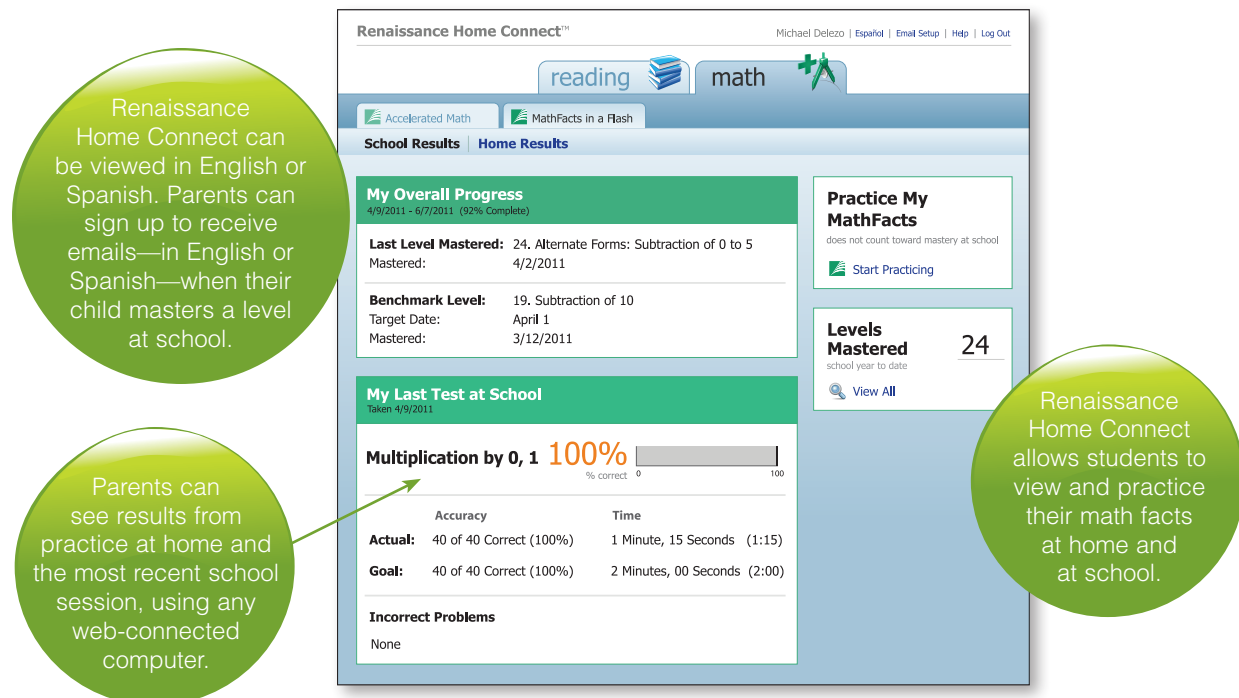 Renaissance
Home Connect can
be viewed in English or
Spanish. Parents can
sign up to receive
emails—in English or
Spanish—when their
child masters a level
at school.
Parents can
see results from
practice at home and
the most recent school
session, using any
web-connected
computer.
Renaissance Home Connect™
Michael Delezo | Español | Email Setup | Help | Log Out
reading
math
Accelerated Math
MathFacts in a Flash
School Results | Home Results
My Overall Progress
4/9/2011 - 6/7/2011 (92% Complete)
Last Level Mastered: 24. Alternate Forms: Subtraction of 0 to 5
Mastered: 4/2/2011
Benchmark Level: 19. Subtraction of 10
Target Date: April 1
Mastered: 3/12/2011
My Last Test at School
Taken 4/9/2011
Multiplication by 0, 1 100%
% correct 0 100
Accuracy Time
Actual: 40 of 40 Correct (100%) 1 Minute, 15 Seconds (1:15)
Goal: 40 of 40 Correct (100%) 2 Minutes, 00 Seconds (2:00)
Incorrect Problems
None
Practice My
MathFacts
does not count toward mastery at school
Start Practicing
Levels
Mastered 24
school year to date
View All
Renaissance
Home Connect
allows students to
view and practice
their math facts
at home and
at school.